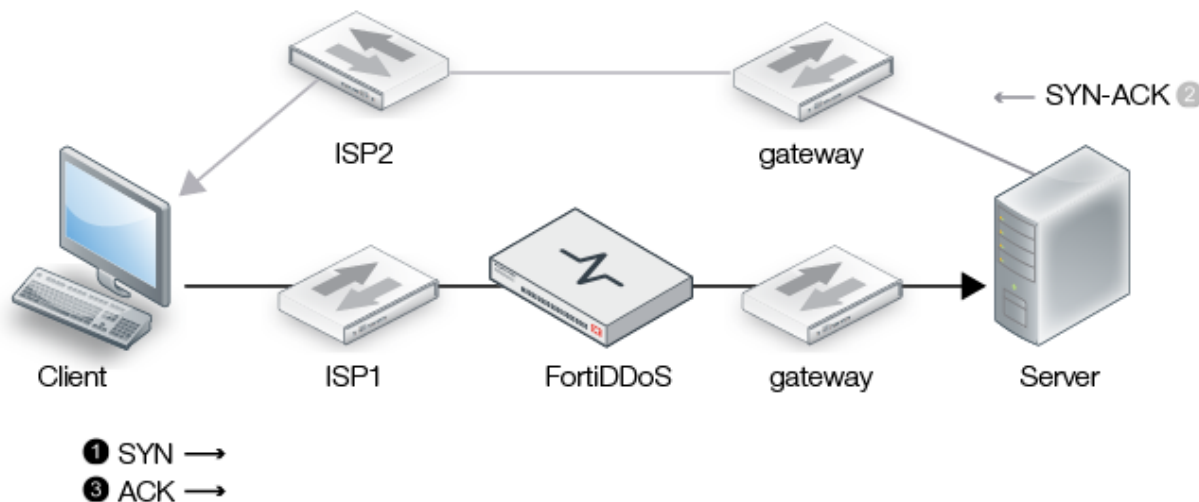 ISP2
gateway
← SYN-ACK 2
Client
ISP1
FortiDDoS
gateway
Server
1 SYN →
3 ACK →